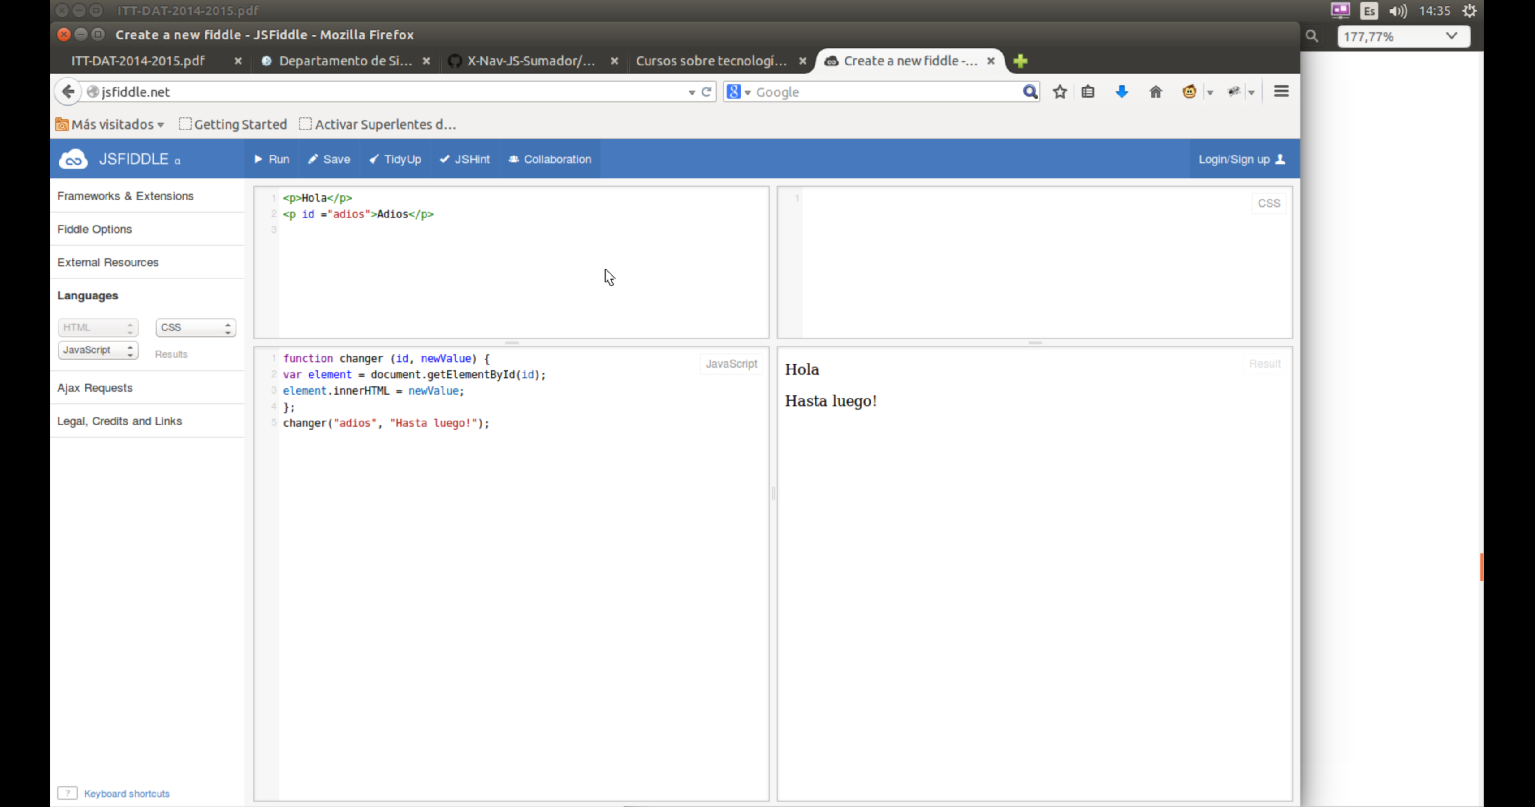 ITT-DAT-2014-2015.pdf
Es 14:35
Create a new fiddle - JSFiddle - Mozilla Firefox
177,77%
ITT-DAT-2014-2015.pdf
Departamento de Si...
X-Nav-JS-Sumador/...
Cursos sobre tecnologí...
Create a new fiddle -...
jsfiddle.net
8 Google
Más visitados
Getting Started
Activar Superlentes d...
JSFIDDLE α
Run
Save
TidyUp
JSHint
Collaboration
Login/Sign up
Frameworks & Extensions
Fiddle Options
External Resources
Languages
HTML
CSS
JavaScript
Results
Ajax Requests
Legal, Credits and Links
? Keyboard shortcuts
1 <p>Hola</p>
2 <p id ="adios">Adios</p>
3
1
CSS
1 function changer (id, newValue) {
2 var element = document.getElementById(id);
3 element.innerHTML = newValue;
4 };
5 changer("adios", "Hasta luego!");
JavaScript
Hola
Hasta luego!
Result